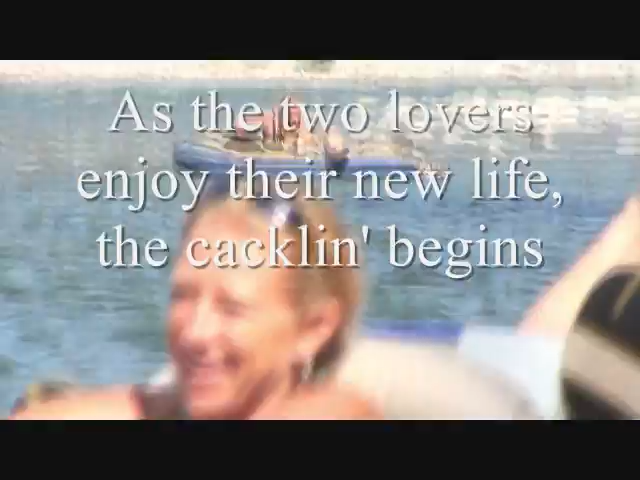 As the two lovers
enjoy their new life,
the cacklin' begins